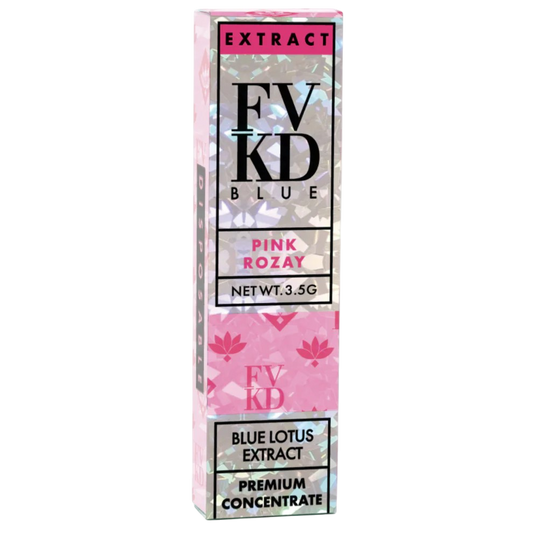 EXTRACT
FV
KD
BLUE
PINK
ROZAY
NET WT. 3.5G
FV
KD
BLUE LOTUS
EXTRACT
PREMIUM
CONCENTRATE
DISPOSABLE